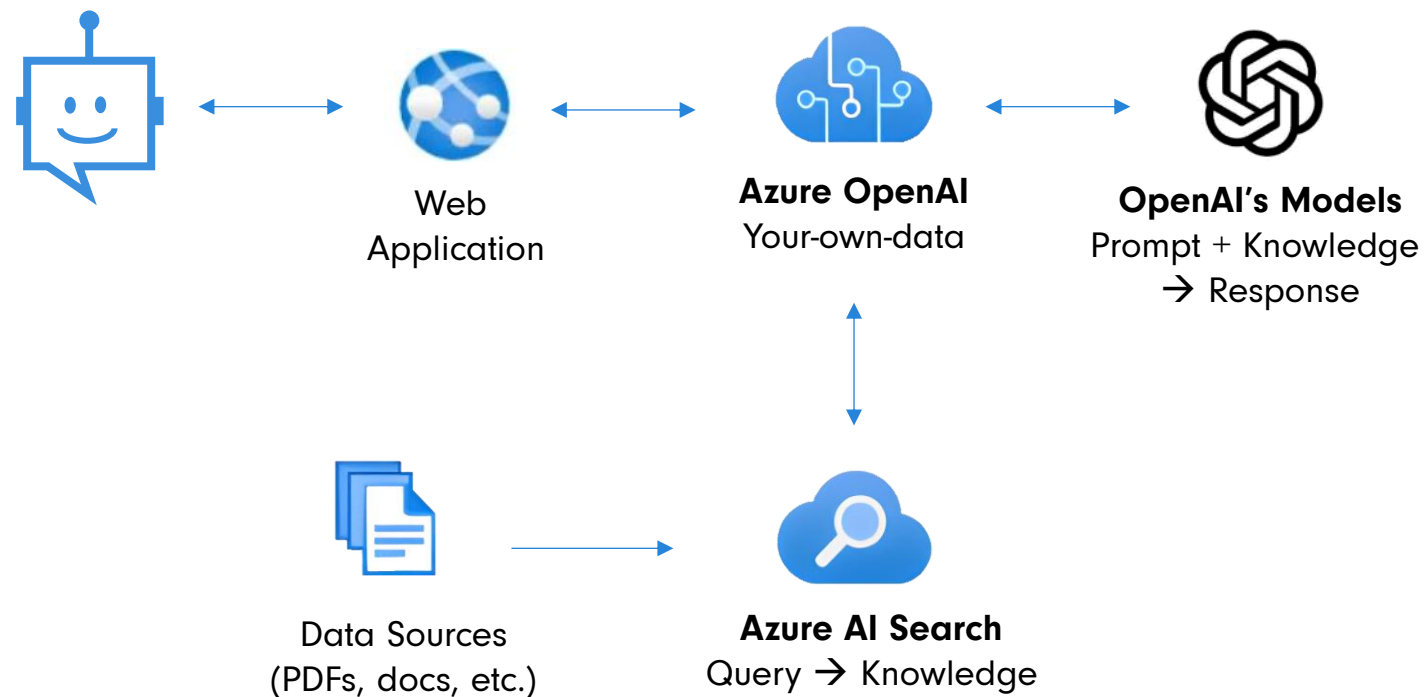 Web
Application
Azure OpenAI
Your-own-data
OpenAI’s Models
Prompt + Knowledge
→ Response
Data Sources
(PDFs, docs, etc.)
Azure AI Search
Query → Knowledge